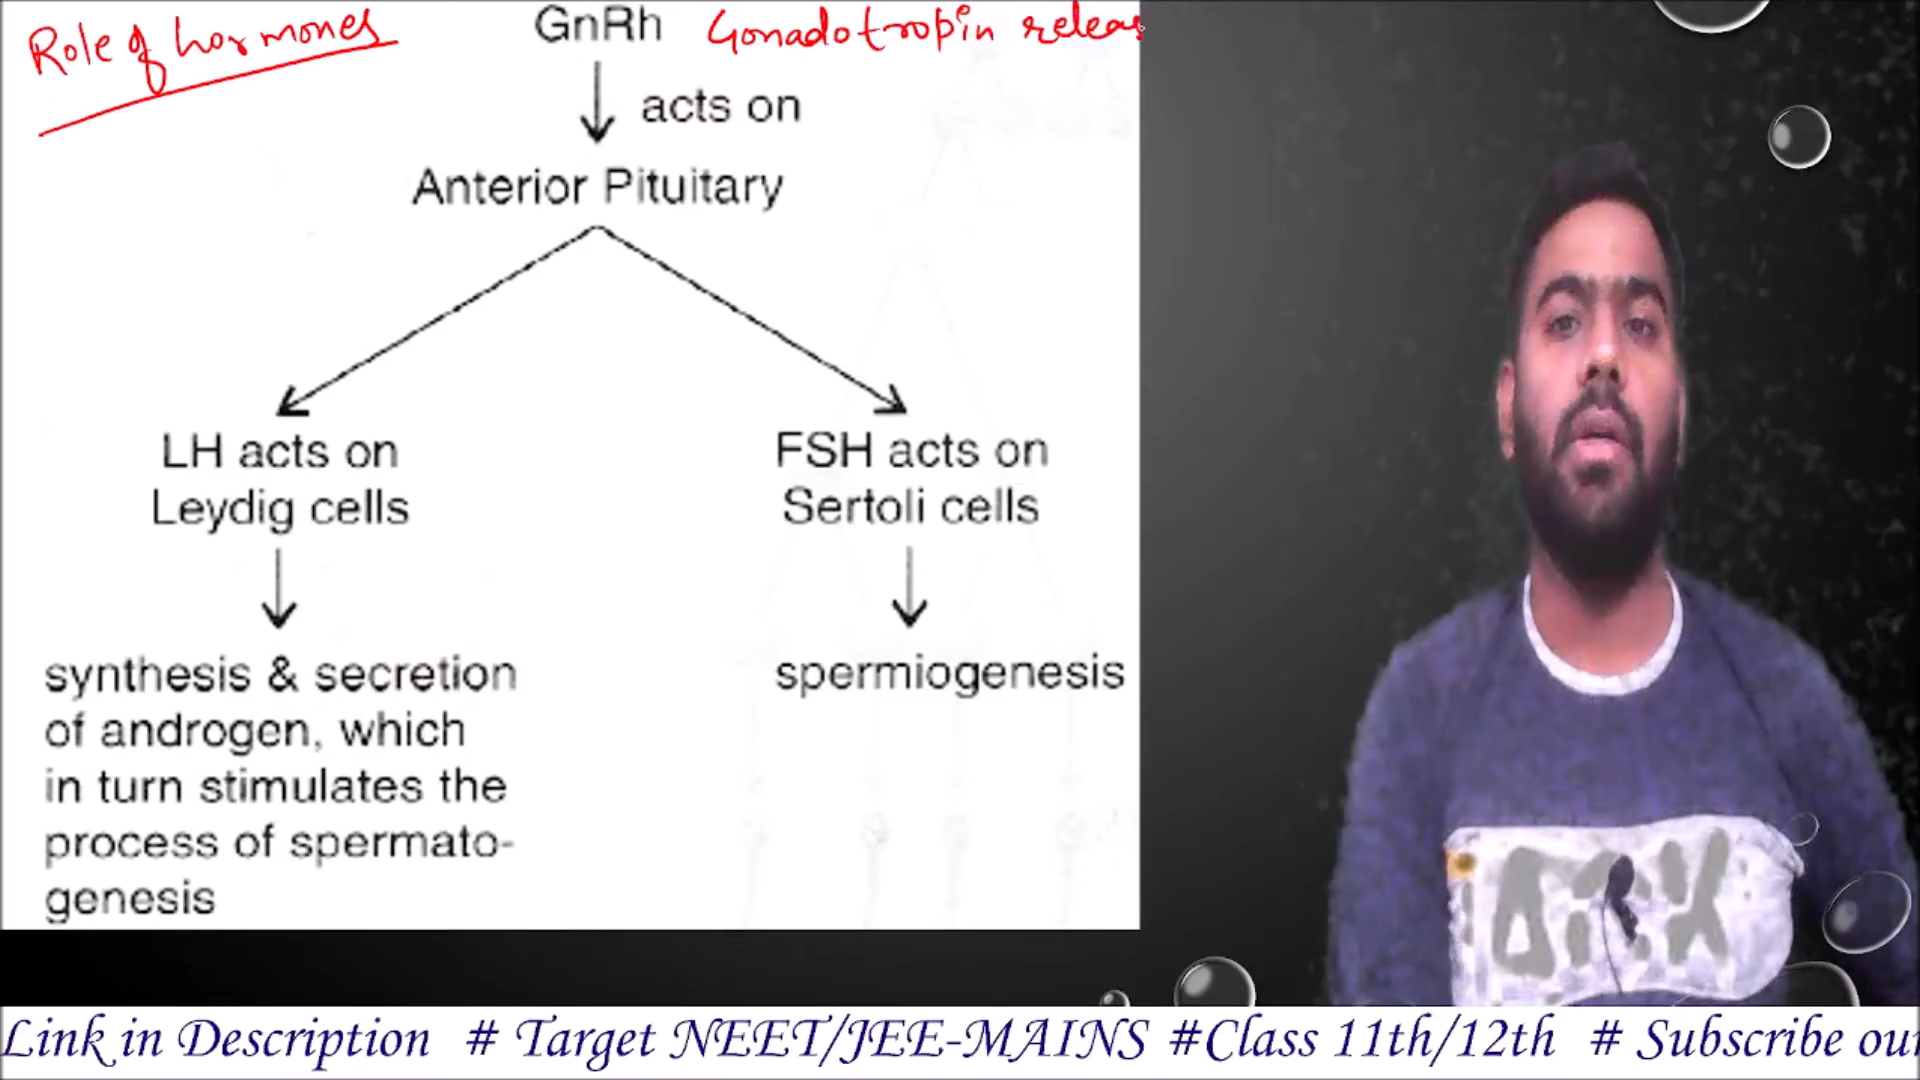 Role of hormones
GnRh Gonadotropin releas
acts on
Anterior Pituitary
LH acts on
Leydig cells
FSH acts on
Sertoli cells
synthesis & secretion
of androgen, which
in turn stimulates the
process of spermato-
genesis
spermiogenesis
Link in Description # Target NEET/JEE-MAINS #Class 11th/12th # Subscribe our